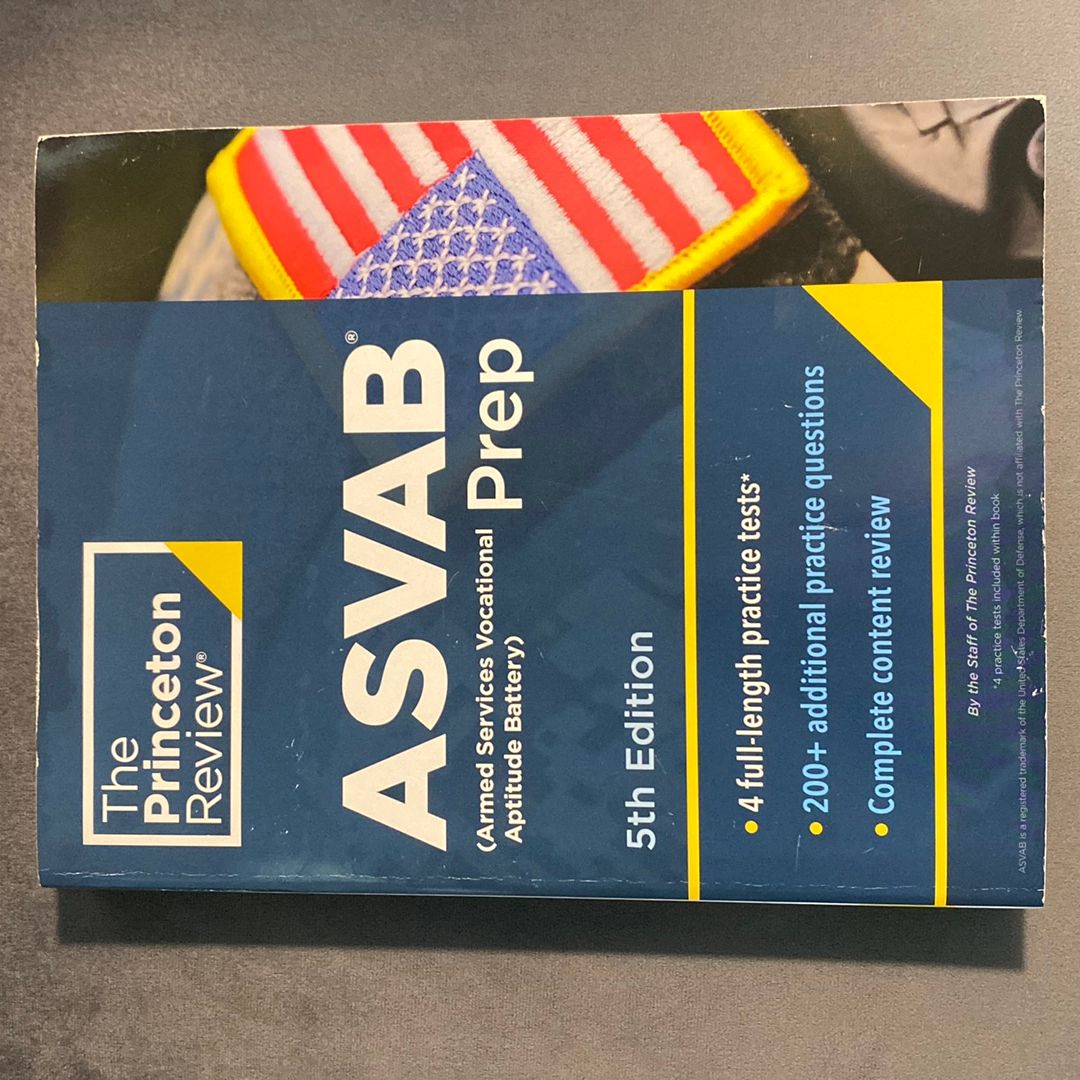 The
Princeton
Review®
ASVAB®
(Armed Services Vocational
Aptitude Battery)
Prep
5th Edition
• 4 full-length practice tests*
• 200+ additional practice questions
• Complete content review
By the Staff of The Princeton Review
*4 practice tests included within book
ASVAB is a registered trademark of the United States Department of Defense, which is not affiliated with The Princeton Review